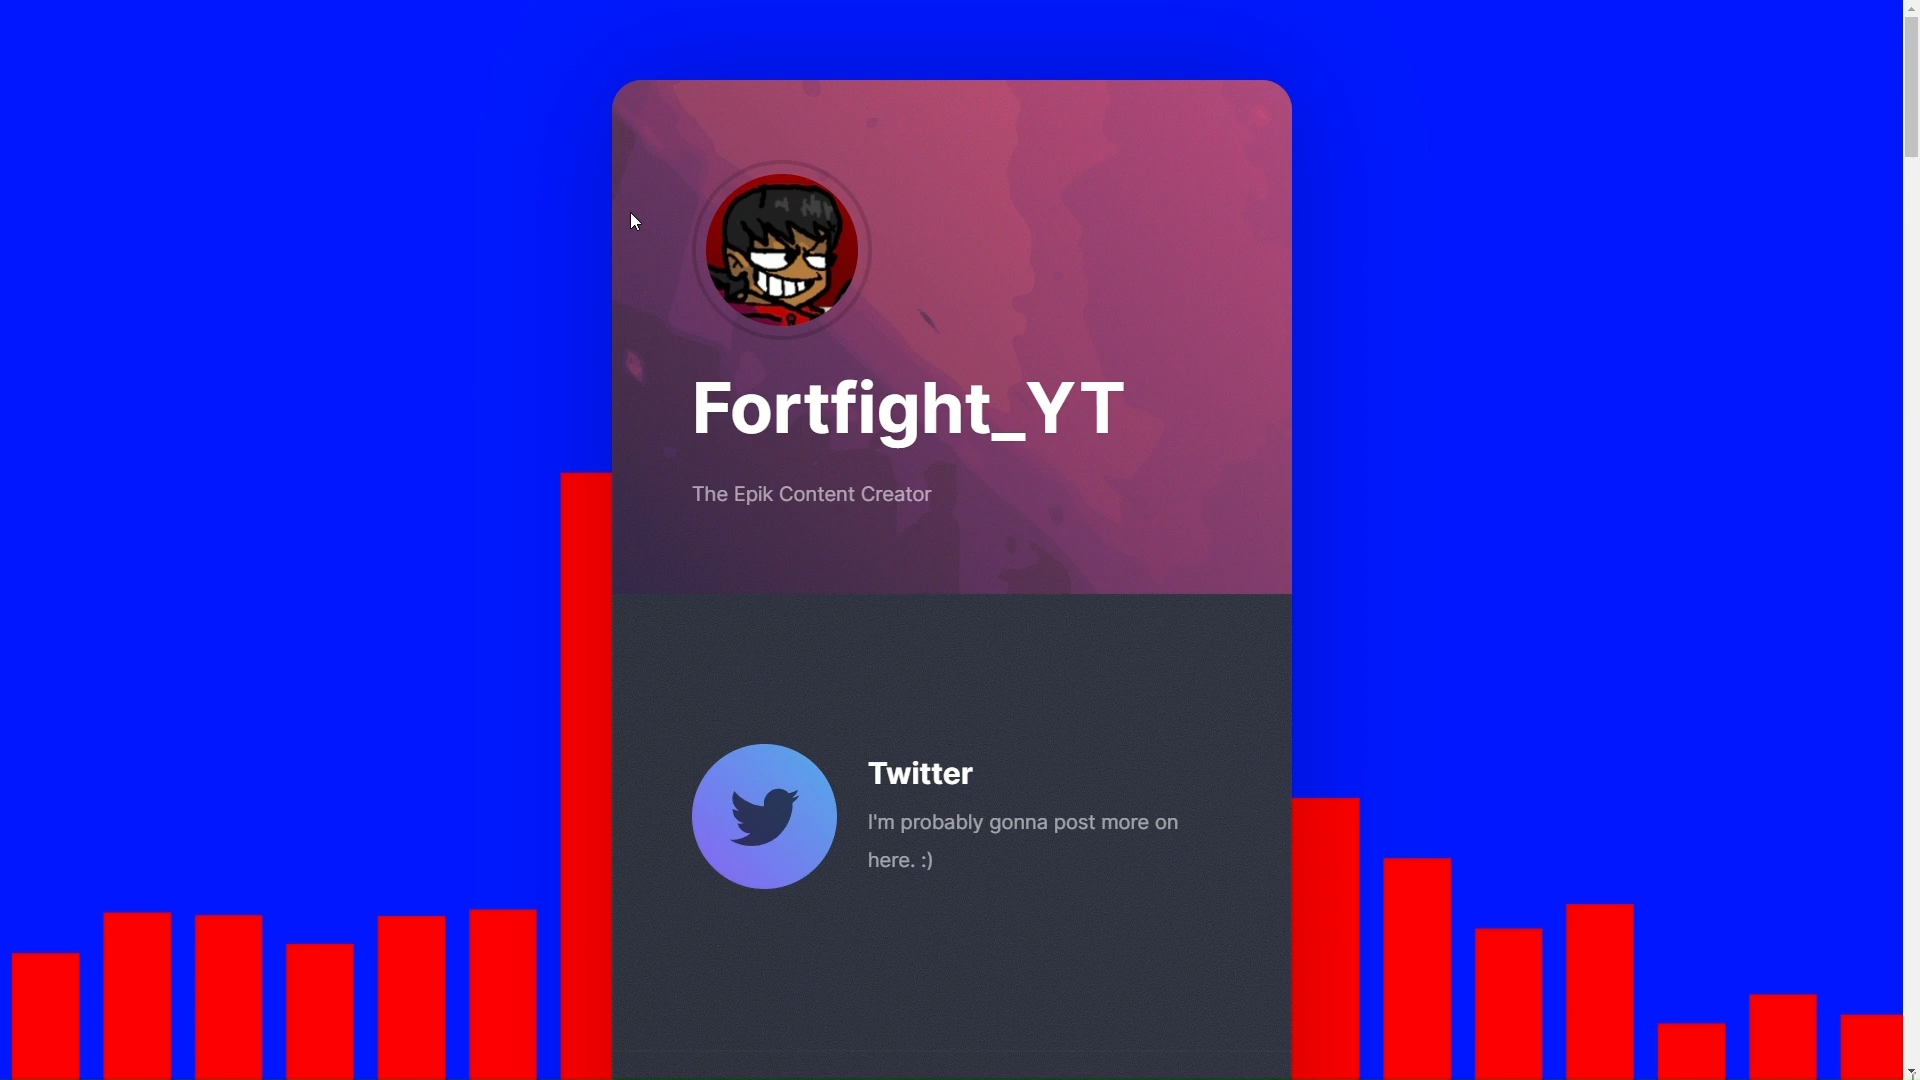 Fortfight_YT
The Epik Content Creator
Twitter
I'm probably gonna post more on
here. :)